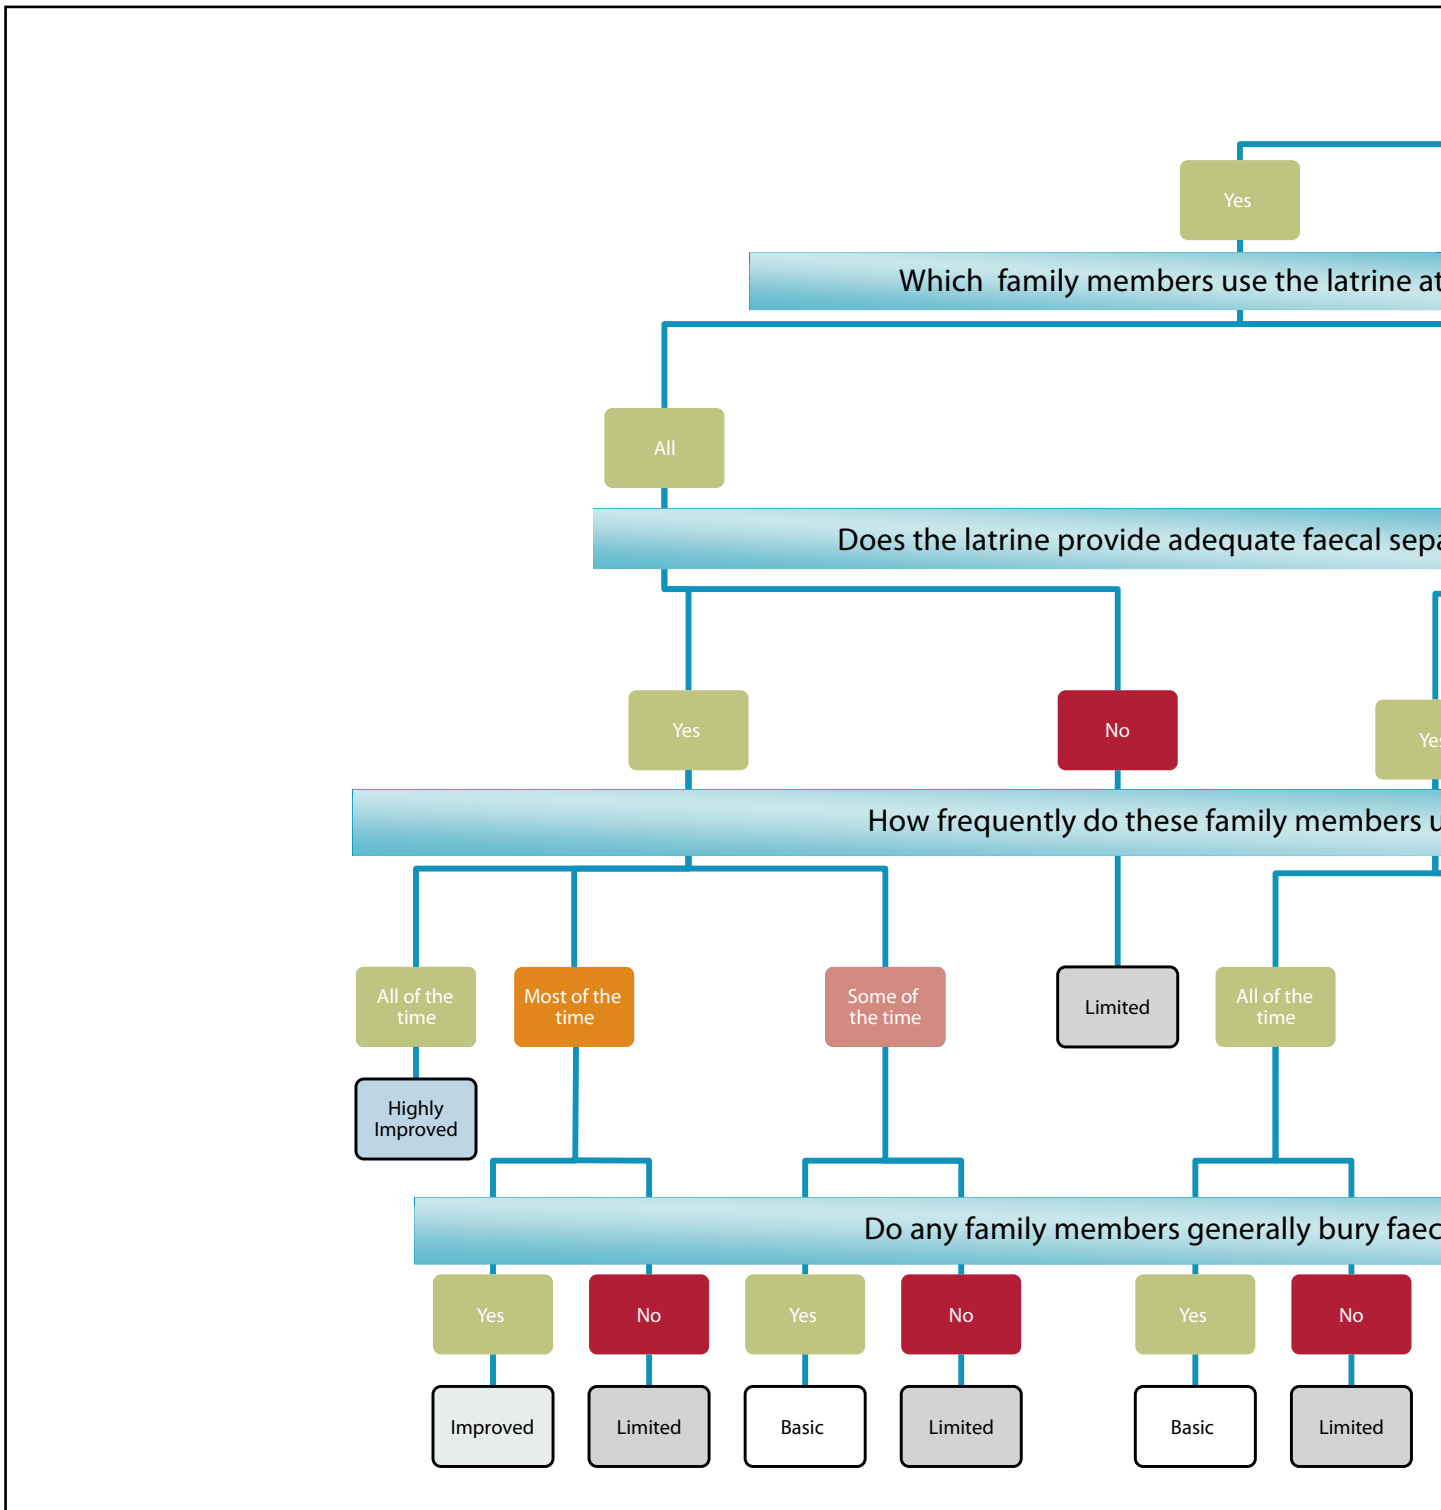 Yes
Which family members use the latrine at
All
Does the latrine provide adequate faecal sepa
Yes
No
Yes
How frequently do these family members u
All of the
time
Most of the
time
Some of
the time
Limited
All of the
time
Highly
Improved
Do any family members generally bury faec
Yes
No
Yes
No
Yes
No
Improved
Limited
Basic
Limited
Basic
Limited